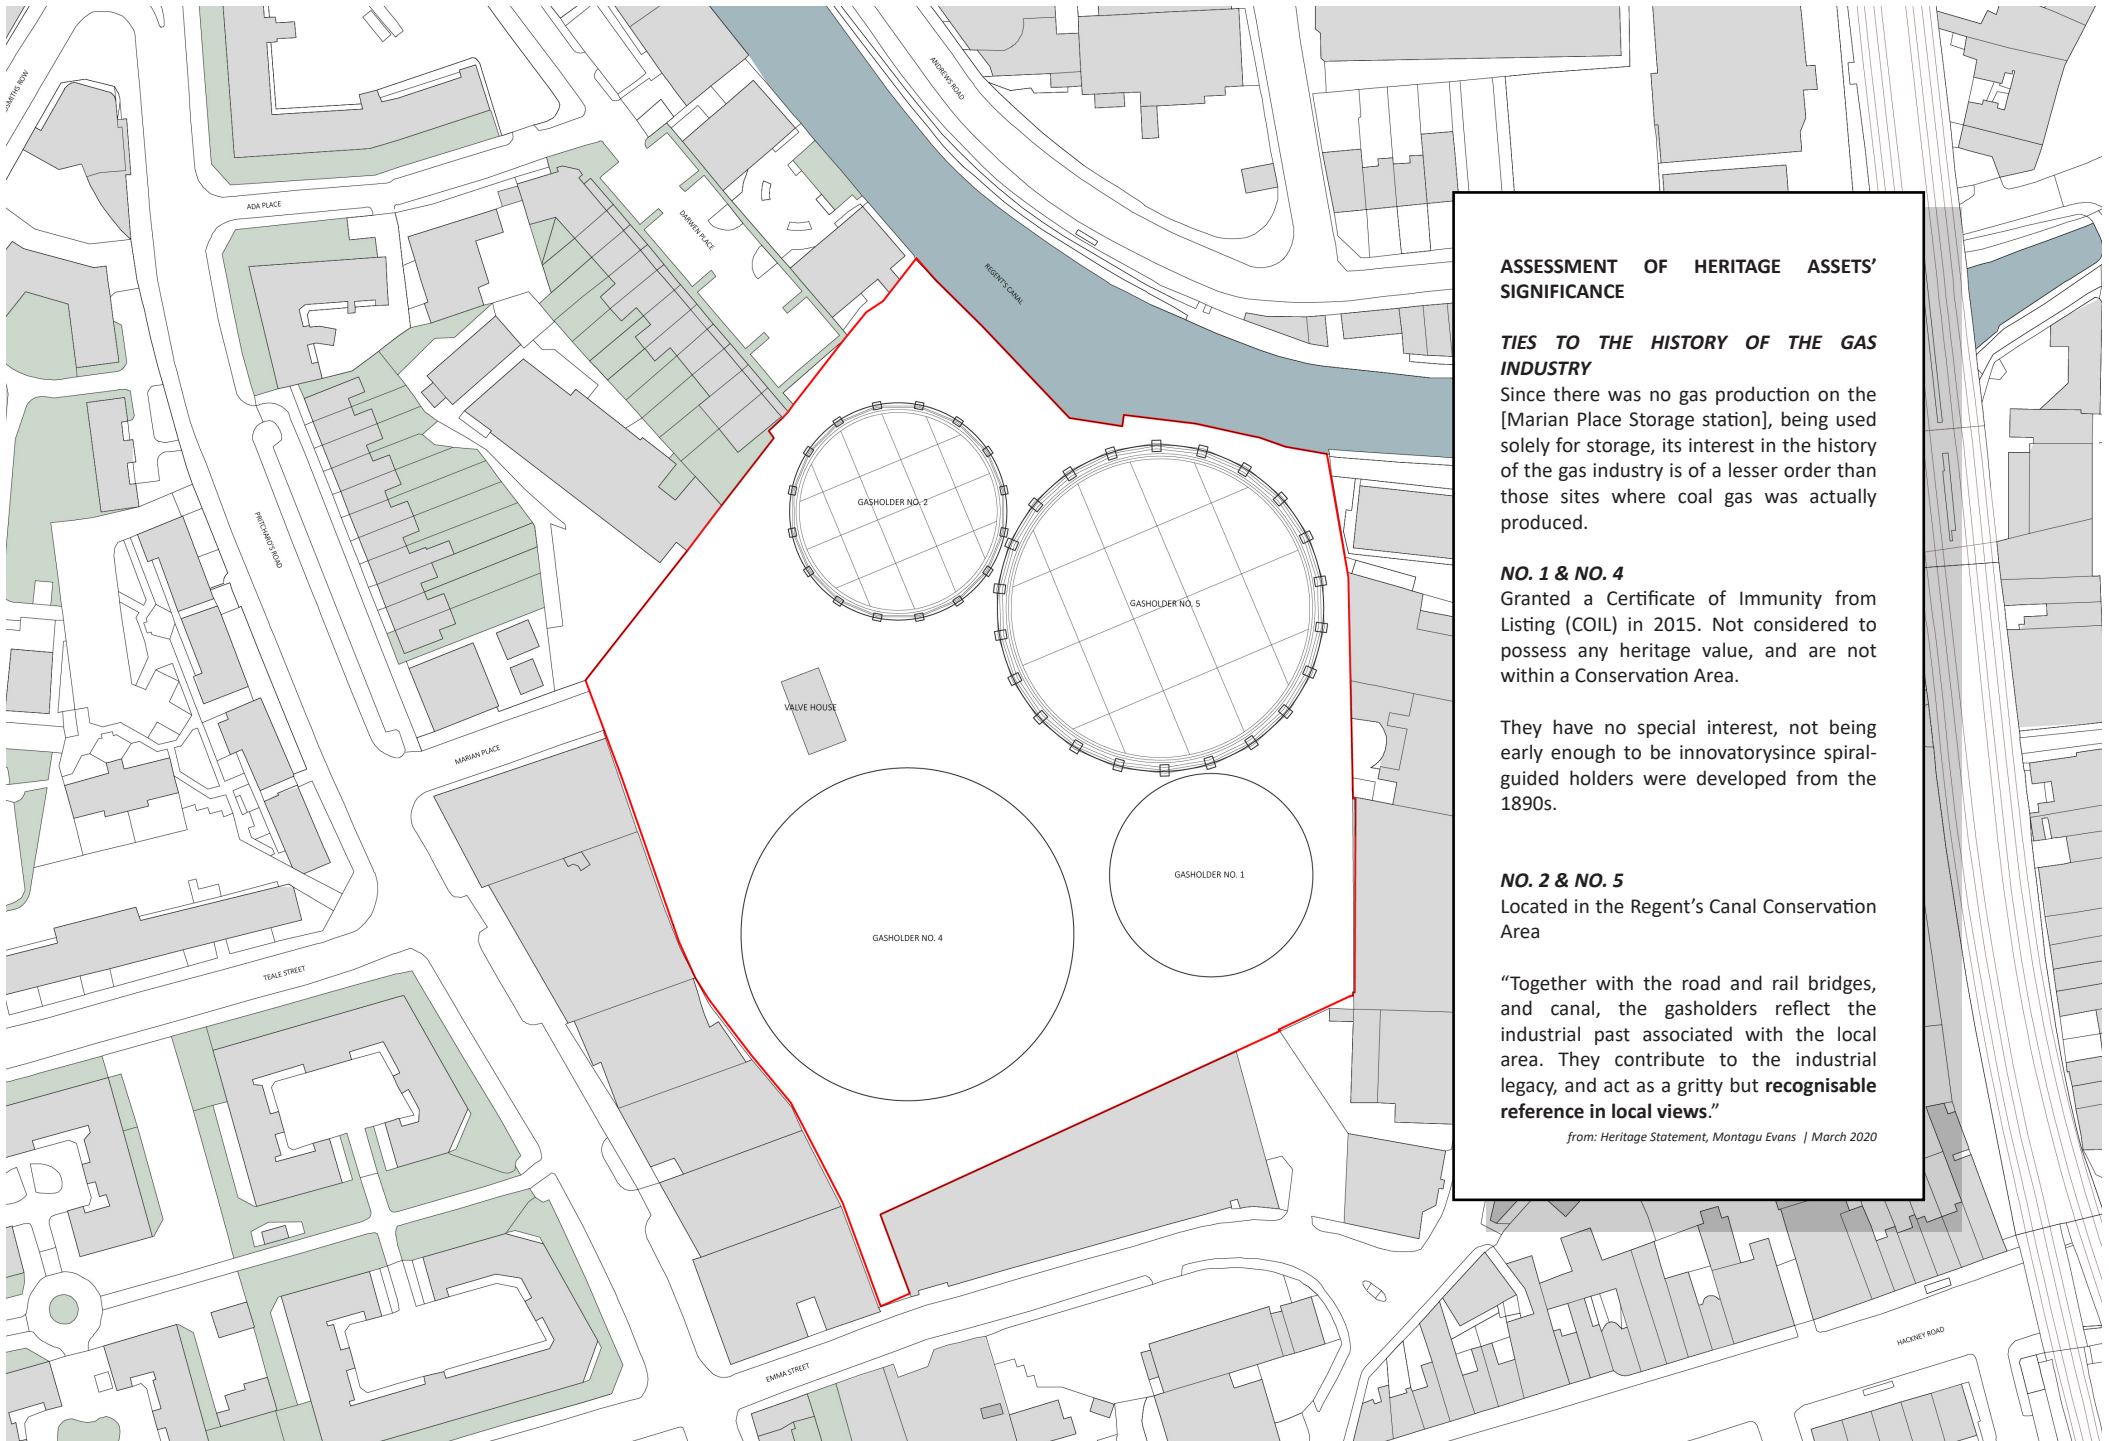 SMITHS ROW
ADA PLACE
DARWEN PLACE
ANDREWS ROAD
REGENT'S CANAL
PRITCHARD'S ROAD
MARIAN PLACE
TEALE STREET
EMMA STREET
HACKNEY ROAD
GASHOLDER NO. 2
GASHOLDER NO. 5
VALVE HOUSE
GASHOLDER NO. 4
GASHOLDER NO. 1
ASSESSMENT OF HERITAGE ASSETS’
SIGNIFICANCE
TIES TO THE HISTORY OF THE GAS
INDUSTRY
Since there was no gas production on the
[Marian Place Storage station], being used
solely for storage, its interest in the history
of the gas industry is of a lesser order than
those sites where coal gas was actually
produced.
NO. 1 & NO. 4
Granted a Certificate of Immunity from
Listing (COIL) in 2015. Not considered to
possess any heritage value, and are not
within a Conservation Area.
They have no special interest, not being
early enough to be innovatorysince spiral-
guided holders were developed from the
1890s.
NO. 2 & NO. 5
Located in the Regent’s Canal Conservation
Area
“Together with the road and rail bridges,
and canal, the gasholders reflect the
industrial past associated with the local
area. They contribute to the industrial
legacy, and act as a gritty but recognisable
reference in local views.”
from: Heritage Statement, Montagu Evans | March 2020